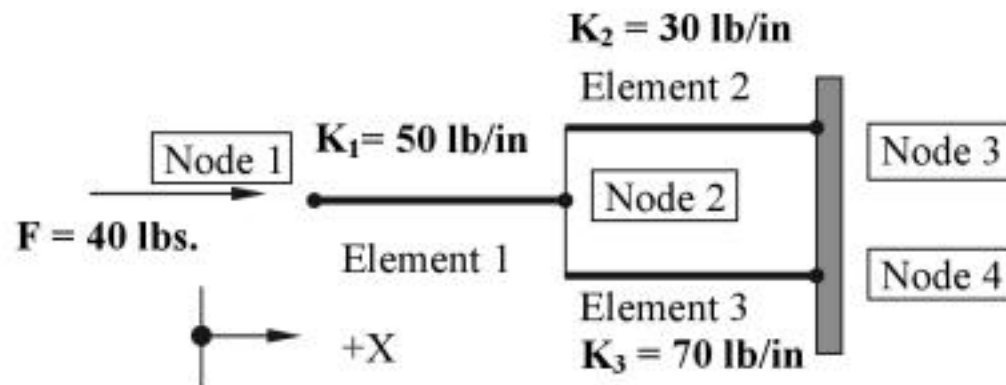 K₂ = 30 lb/in
Element 2
K₁= 50 lb/in
Node 1
Node 3
Node 2
F = 40 lbs.
Element 1
Node 4
Element 3
+X
K₃ = 70 lb/in